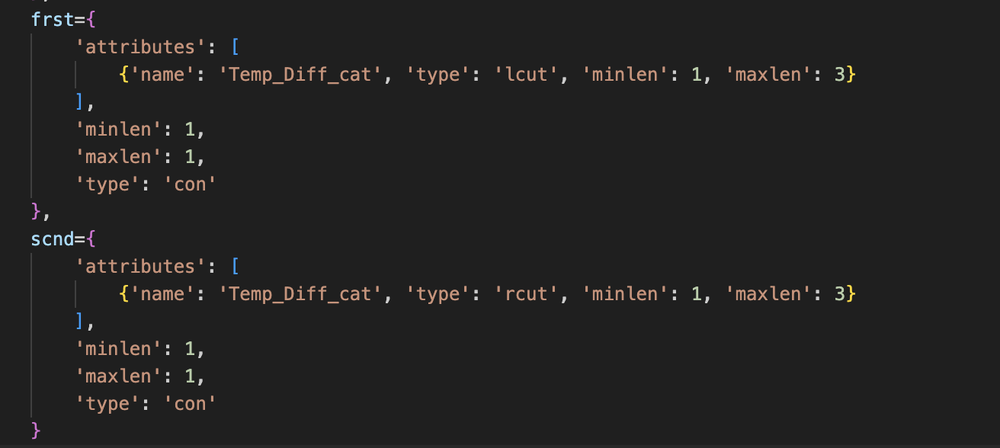 frst={
    'attributes': [
        {'name': 'Temp_Diff_cat', 'type': 'lcut', 'minlen': 1, 'maxlen': 3}
    ],
    'minlen': 1,
    'maxlen': 1,
    'type': 'con'
},
scnd={
    'attributes': [
        {'name': 'Temp_Diff_cat', 'type': 'rcut', 'minlen': 1, 'maxlen': 3}
    ],
    'minlen': 1,
    'maxlen': 1,
    'type': 'con'
}